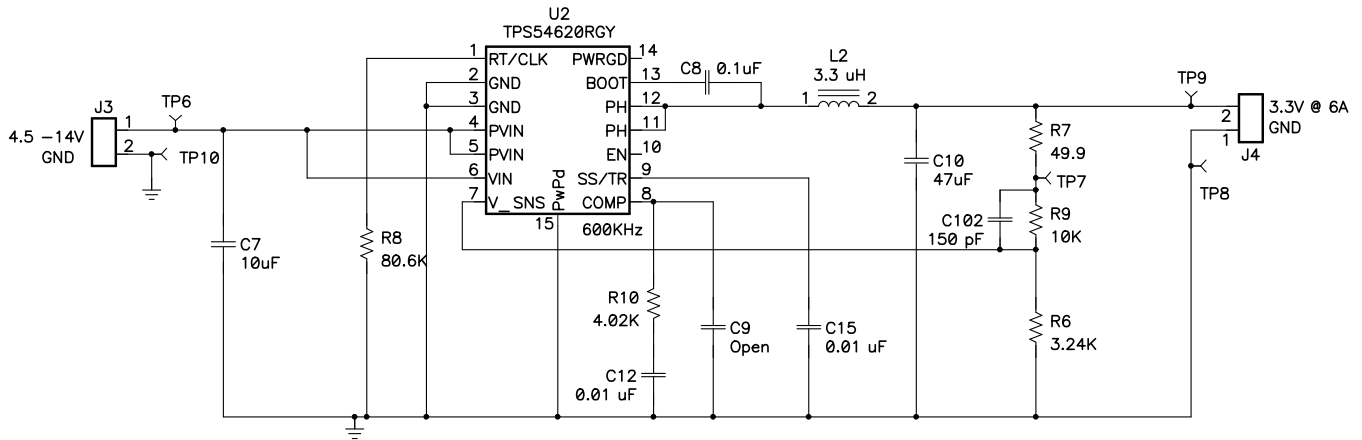 U2
TPS54620RGY
1 RT/CLK
2 GND
3 GND
4 PVIN
5 PVIN
6 VIN
7 V_SNS
PwPd
15
PWRGD 14
BOOT 13
PH 12
PH 11
EN 10
SS/TR 9
COMP 8
600KHz
J3
4.5 -14V
GND
1
2
TP6
TP10
C7
10uF
R8
80.6K
C8 0.1uF
L2
3.3 uH
1
2
R10
4.02K
C12
0.01 uF
C9
Open
C15
0.01 uF
C10
47uF
C102
150 pF
R7
49.9
TP7
R9
10K
R6
3.24K
TP9
TP8
3.3V @ 6A
2
GND
1
J4